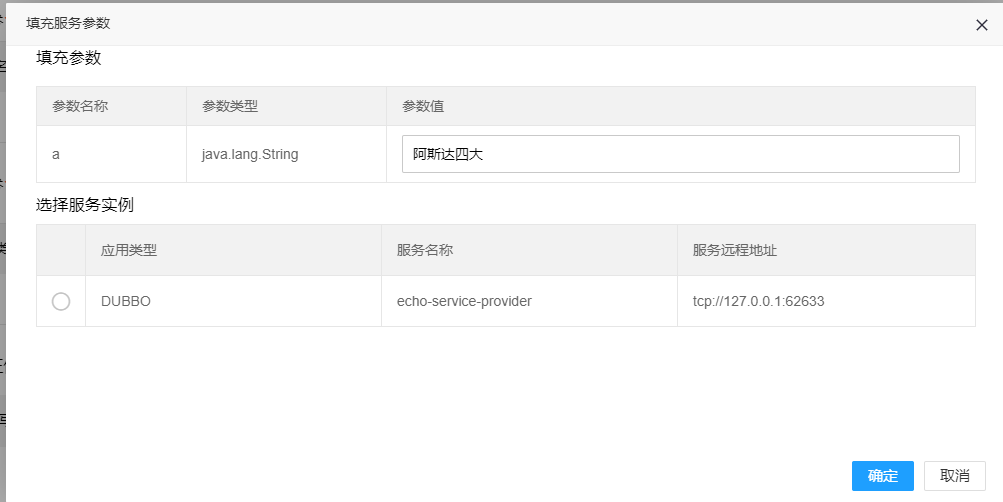 填充服务参数
填充参数
参数名称 参数类型 参数值
a java.lang.String 阿斯达四大
选择服务实例
应用类型 服务名称 服务远程地址
DUBBO echo-service-provider tcp://127.0.0.1:62633
确定 取消